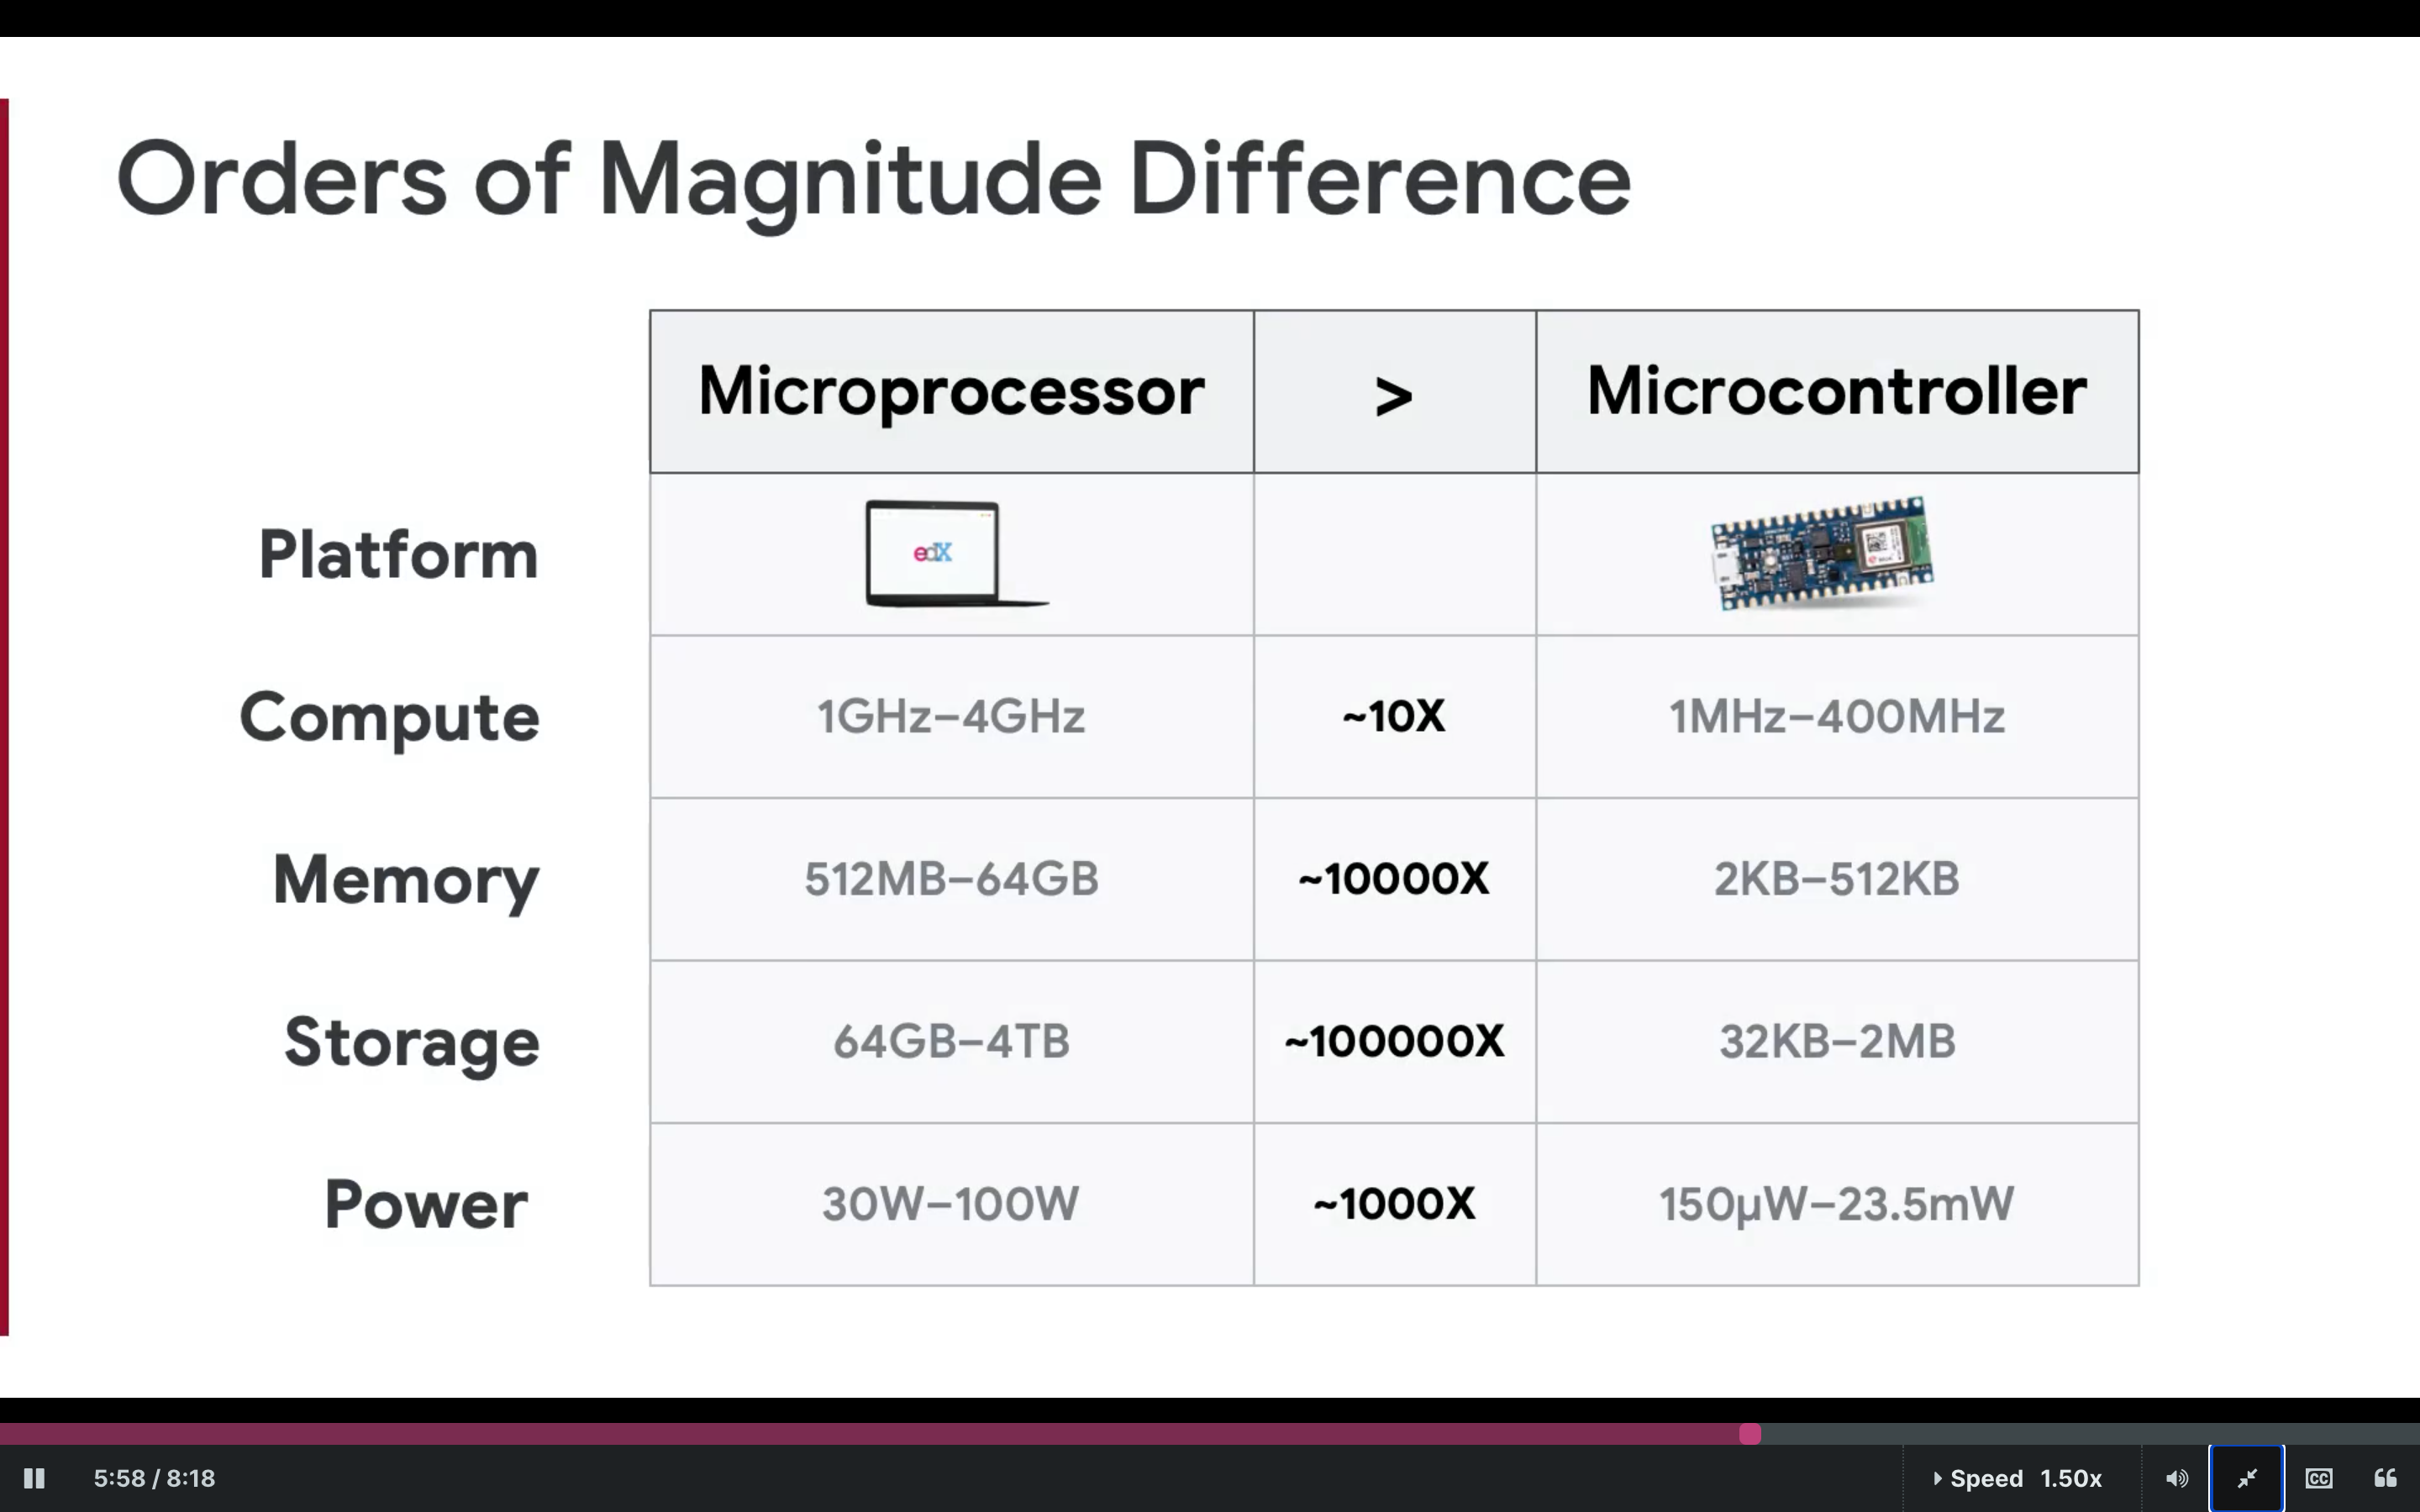 Orders of Magnitude Difference
Microprocessor > Microcontroller
Platform edX
Compute 1GHz–4GHz ~10X 1MHz–400MHz
Memory 512MB–64GB ~10000X 2KB–512KB
Storage 64GB–4TB ~100000X 32KB–2MB
Power 30W–100W ~1000X 150µW–23.5mW
5:58 / 8:18 Speed 1.50x CC